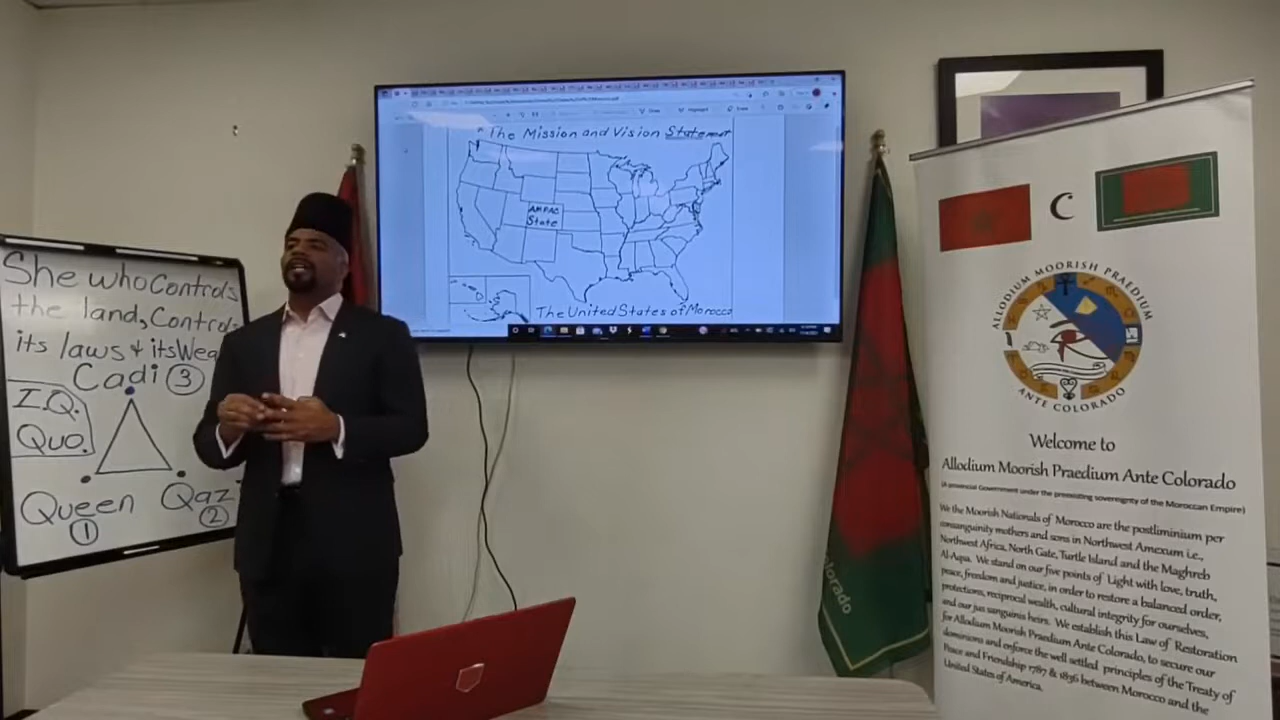 She who Controls
the land, Controls
its laws & its
Cadi 3
I.Q.
Quo.
Queen
1
Qaz
2
The Mission and Vision Statement
AMPAC
State
The United States of Morocco
Colorado
ALLODIUM MOORISH PRAEDIUM
ANTE COLORADO
Welcome to
Allodium Moorish Praedium Ante Colorado
(A provincial Government under the preexisting sovereignty of the Moroccan Empire)
We the Moorish Nationals of Morocco are the postliminium per
consanguinity mothers and sons in Northwest Amexum i.e.,
Northwest Africa, North Gate, Turtle Island and the Maghreb
Al-Aqsa. We stand on our five points of Light with love, truth,
peace, freedom and justice, in order to restore a balanced order,
protections, reciprocal wealth, cultural integrity for ourselves,
and our jus sanguinis heirs. We establish this Law of Restoration
for Allodium Moorish Praedium Ante Colorado, to secure our
dominions and enforce the well settled principles of the Treaty of
Peace and Friendship 1787 & 1836 between Morocco and the
United States of America.